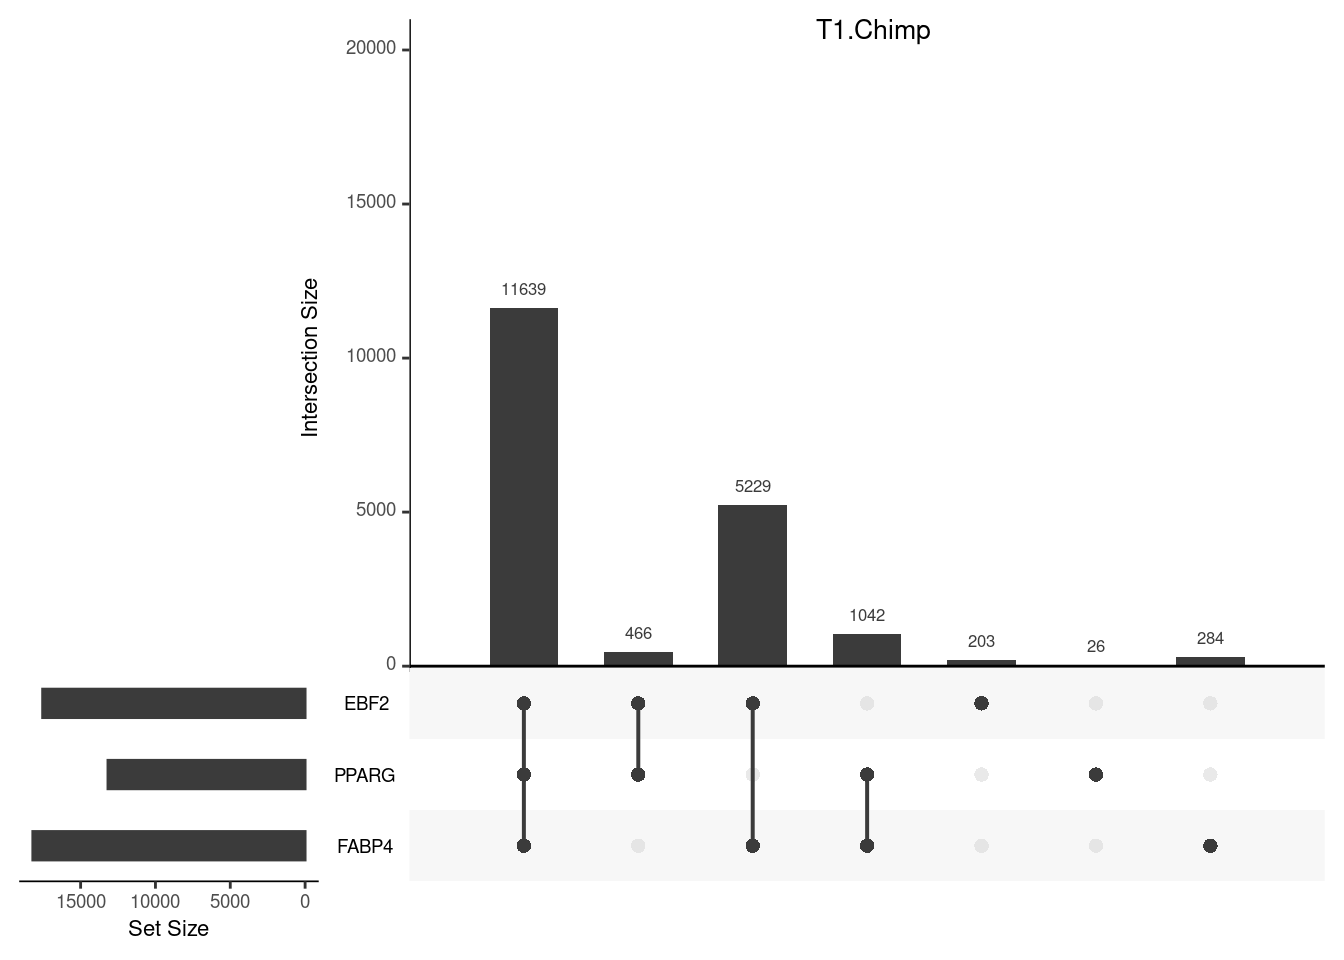 T1.Chimp
20000
15000
10000
5000
0
Intersection Size
11639
466
5229
1042
203
26
284
EBF2
PPARG
FABP4
15000 10000 5000 0
Set Size